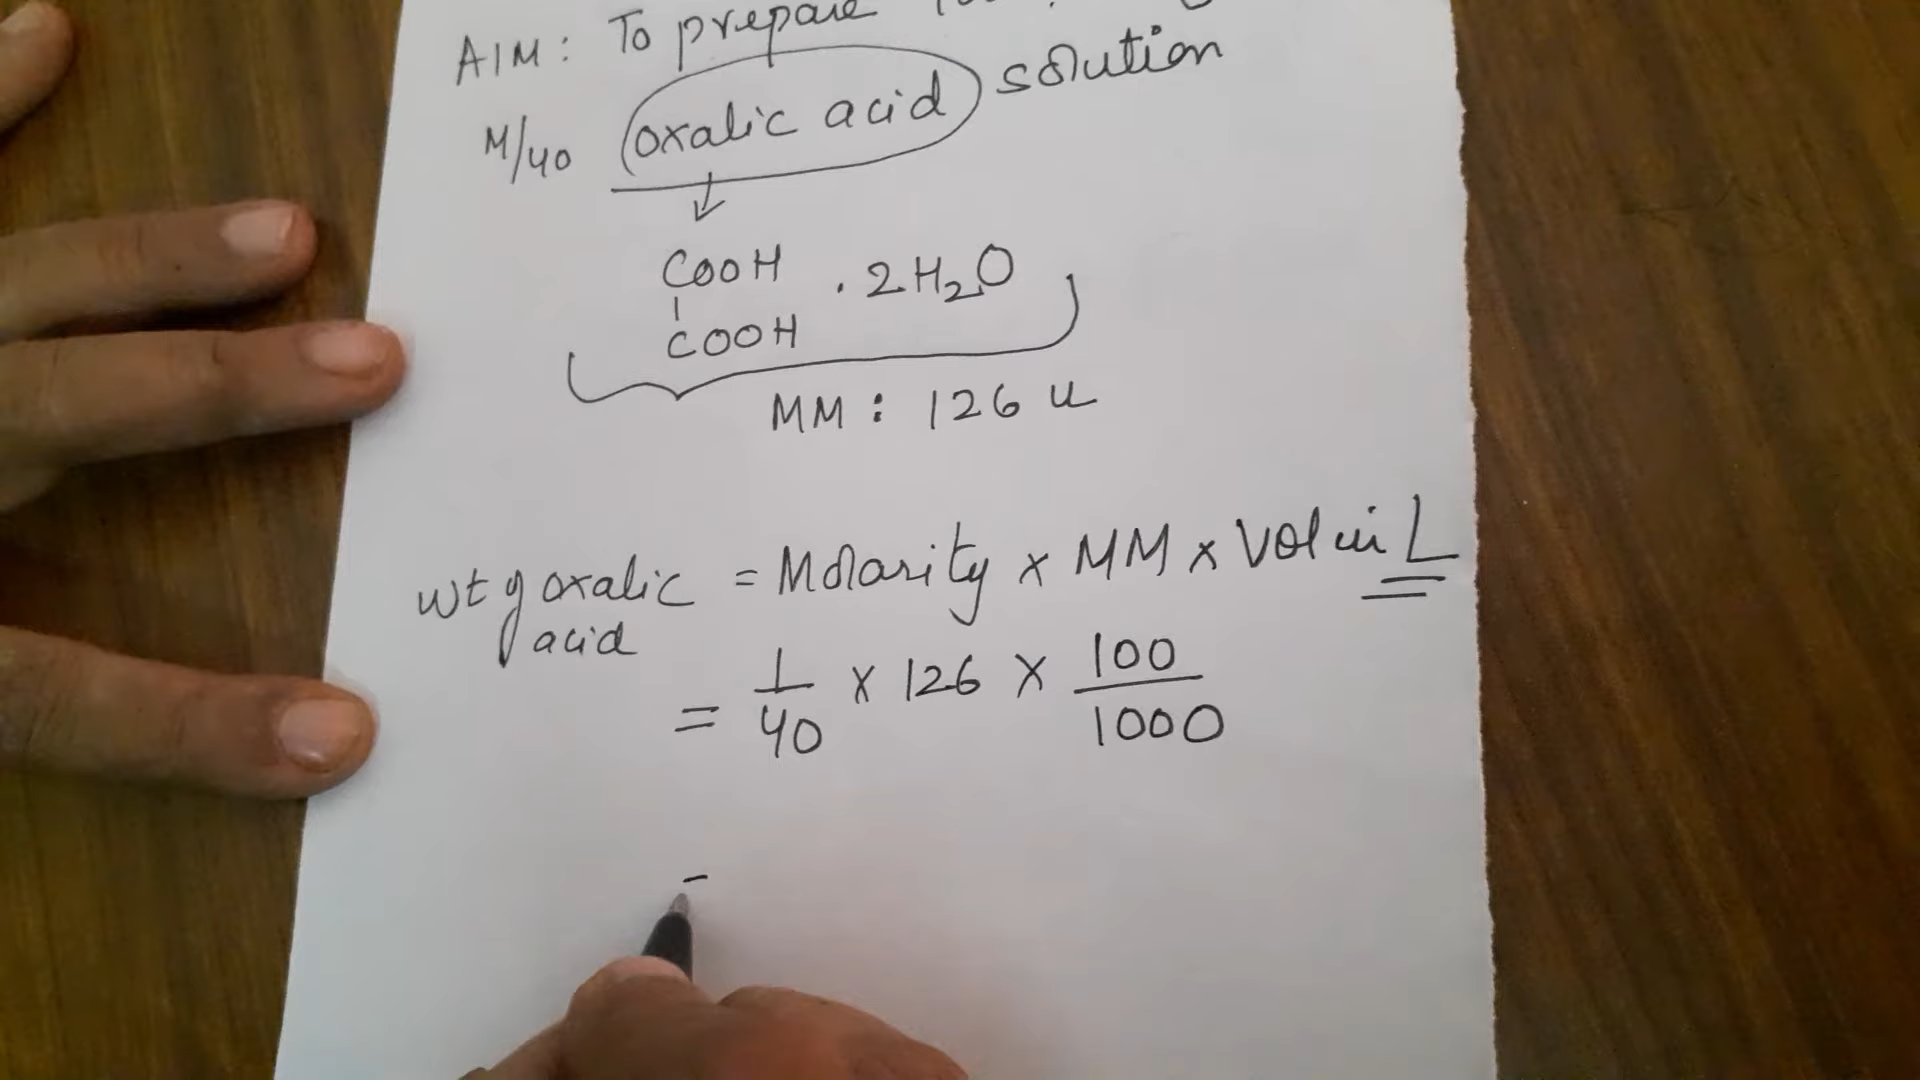 AIM: To prepare
M/40 oxalic acid solution
COOH
COOH
. 2H₂O
MM : 126 u
wt of oxalic acid = Molarity x MM x Vol in L
= 1/40 x 126 x 100/1000